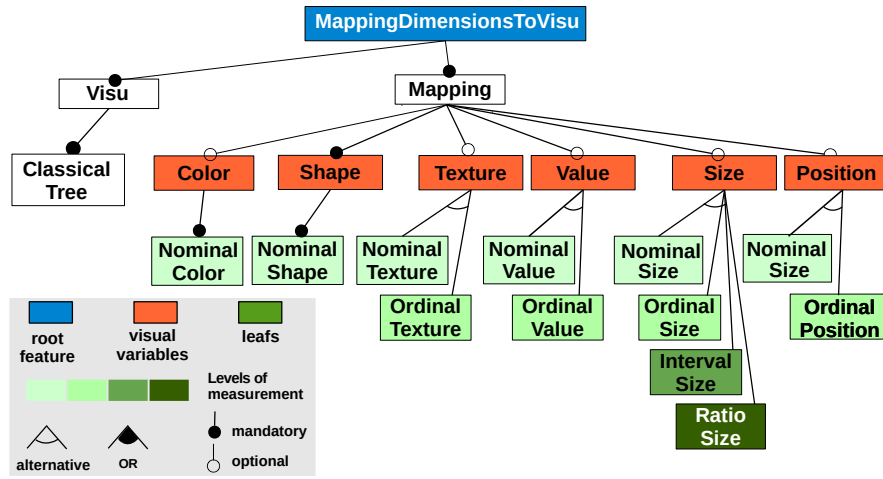 MappingDimensionsToVisu
Visu
Mapping
Classical
Tree
Color
Shape
Texture
Value
Size
Position
Nominal
Color
Nominal
Shape
Nominal
Texture
Nominal
Value
Nominal
Size
Nominal
Size
Ordinal
Texture
Ordinal
Value
Ordinal
Size
Ordinal
Position
Interval
Size
Ratio
Size
root
feature
visual
variables
leafs
Levels of
measurement
mandatory
optional
alternative
OR